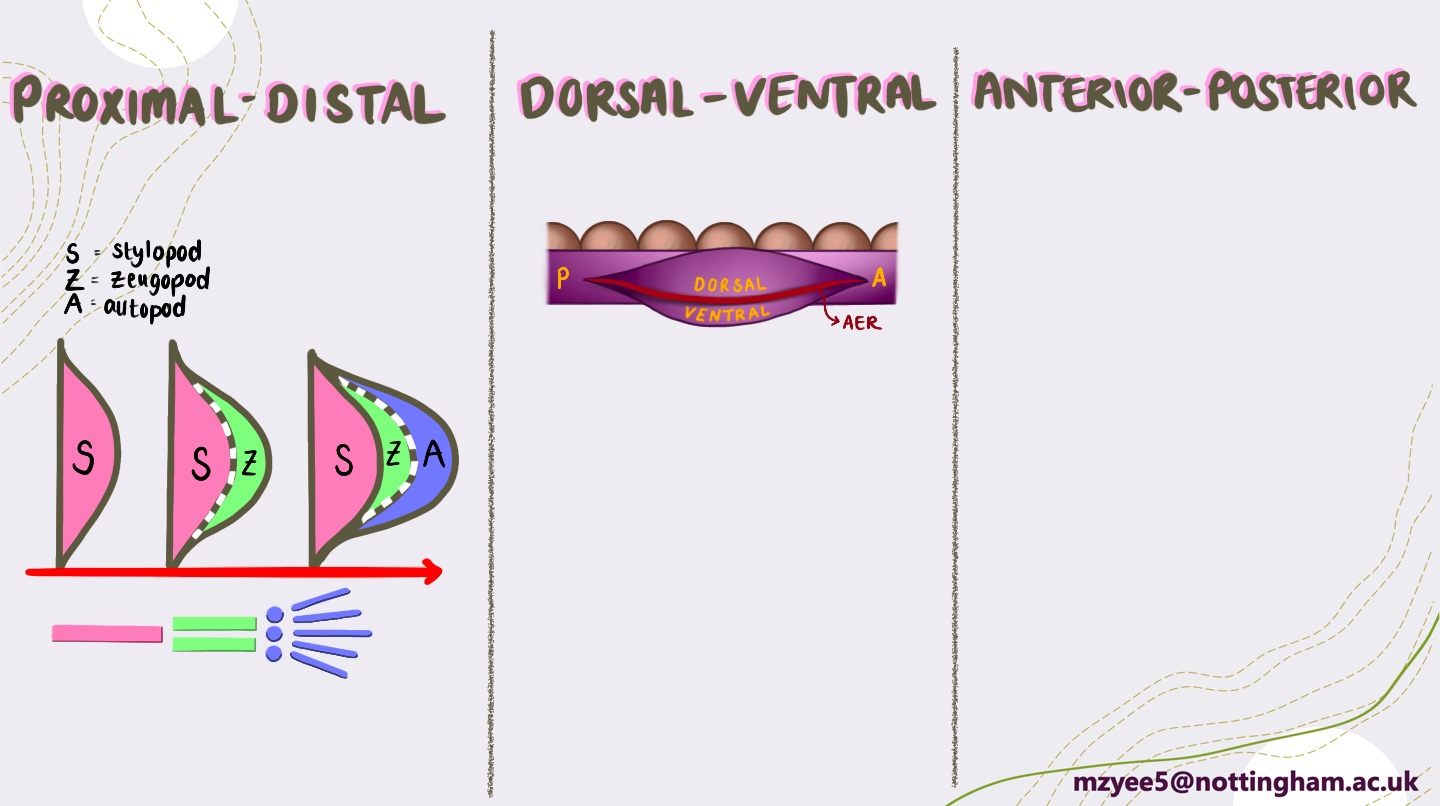 PROXIMAL-DISTAL
S = stylopod
Z = zeugopod
A = autopod
S
S Z
S Z A
DORSAL-VENTRAL
P DORSAL A
VENTRAL
AER
ANTERIOR-POSTERIOR
mzyee5@nottingham.ac.uk